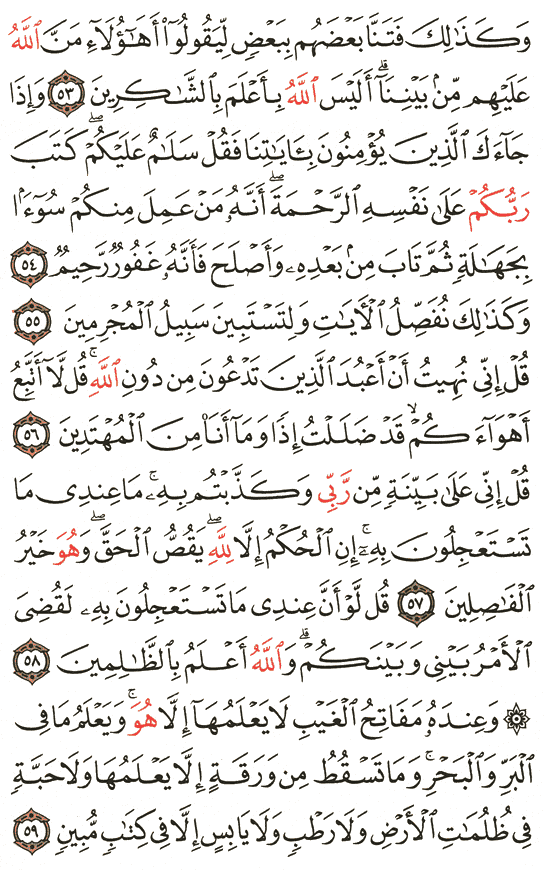 وَكَذَٰلِكَ فَتَنَّا بَعْضَهُم بِبَعْضٍ لِّيَقُولُوٓا۟ أَهَٰٓؤُلَآءِ مَنَّ ٱللَّهُ
عَلَيْهِم مِّنۢ بَيْنِنَآ ۗ أَلَيْسَ ٱللَّهُ بِأَعْلَمَ بِٱلشَّٰكِرِينَ ٥٣ وَإِذَا
جَآءَكَ ٱلَّذِينَ يُؤْمِنُونَ بِـَٔايَٰتِنَا فَقُلْ سَلَٰمٌ عَلَيْكُمْ ۖ كَتَبَ
رَبُّكُمْ عَلَىٰ نَفْسِهِ ٱلرَّحْمَةَ ۖ أَنَّهُۥ مَنْ عَمِلَ مِنكُمْ سُوٓءًۢا
بِجَهَٰلَةٍ ثُمَّ تَابَ مِنۢ بَعْدِهِۦ وَأَصْلَحَ فَأَنَّهُۥ غَفُورٌ رَّحِيمٌ ٥٤
وَكَذَٰلِكَ نُفَصِّلُ ٱلْـَٔايَٰتِ وَلِتَسْتَبِينَ سَبِيلُ ٱلْمُجْرِمِينَ ٥٥
قُلْ إِنِّى نُهِيتُ أَنْ أَعْبُدَ ٱلَّذِينَ تَدْعُونَ مِن دُونِ ٱللَّهِ ۚ قُل لَّآ أَتَّبِعُ
أَهْوَآءَكُمْ ۙ قَدْ ضَلَلْتُ إِذًا وَمَآ أَنَا۠ مِنَ ٱلْمُهْتَدِينَ ٥٦
قُلْ إِنِّى عَلَىٰ بَيِّنَةٍ مِّن رَّبِّى وَكَذَّبْتُم بِهِۦ ۚ مَا عِندِى مَا
تَسْتَعْجِلُونَ بِهِۦٓ ۚ إِنِ ٱلْحُكْمُ إِلَّا لِلَّهِ ۖ يَقُصُّ ٱلْحَقَّ ۖ وَهُوَ خَيْرُ
ٱلْفَٰصِلِينَ ٥٧ قُل لَّوْ أَنَّ عِندِى مَا تَسْتَعْجِلُونَ بِهِۦ لَقُضِىَ
ٱلْأَمْرُ بَيْنِى وَبَيْنَكُمْ ۗ وَٱللَّهُ أَعْلَمُ بِٱلظَّٰلِمِينَ ٥٨
۞ وَعِندَهُۥ مَفَاتِحُ ٱلْغَيْبِ لَا يَعْلَمُهَآ إِلَّا هُوَ ۚ وَيَعْلَمُ مَا فِى
ٱلْبَرِّ وَٱلْبَحْرِ ۚ وَمَا تَسْقُطُ مِن وَرَقَةٍ إِلَّا يَعْلَمُهَا وَلَا حَبَّةٍ
فِى ظُلُمَٰتِ ٱلْأَرْضِ وَلَا رَطْبٍ وَلَا يَابِسٍ إِلَّا فِى كِتَٰبٍ مُّبِينٍ ٥٩